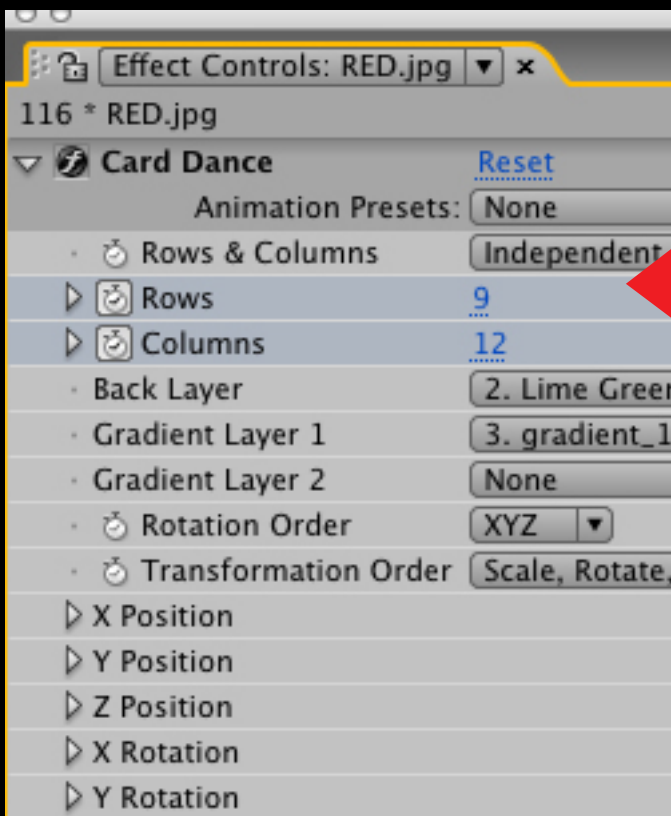 Effect Controls: RED.jpg
116 * RED.jpg
Card Dance Reset
Animation Presets: None
Rows & Columns Independent
Rows 9
Columns 12
Back Layer 2. Lime Green
Gradient Layer 1 3. gradient_1
Gradient Layer 2 None
Rotation Order XYZ
Transformation Order Scale, Rotate,
X Position
Y Position
Z Position
X Rotation
Y Rotation